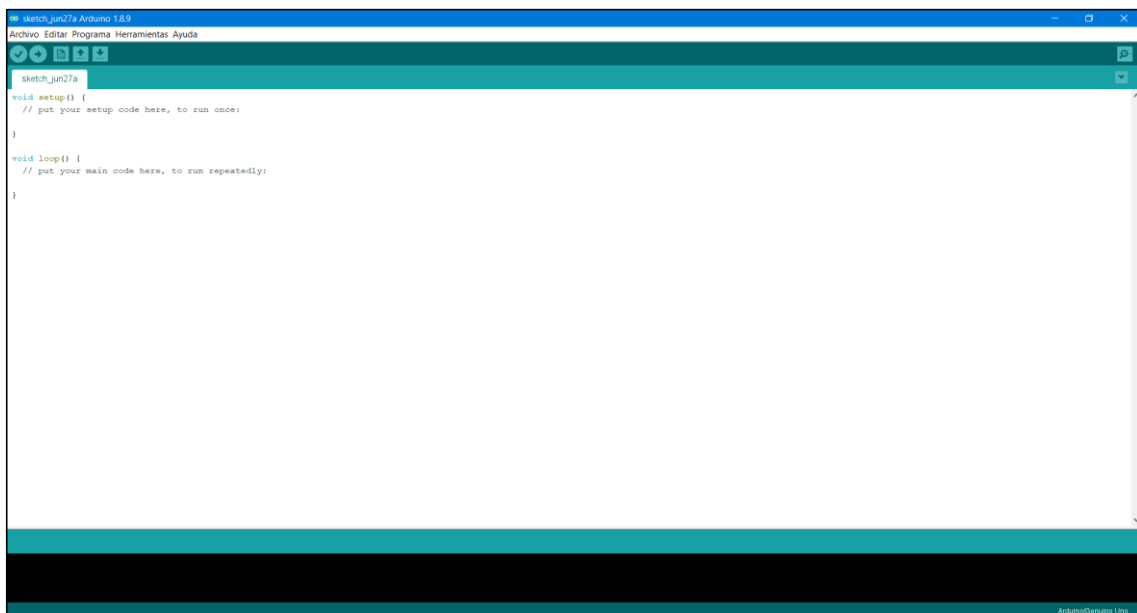 sketch_jun27a Arduino 1.8.9
Archivo Editar Programa Herramientas Ayuda
sketch_jun27a
void setup() {
  // put your setup code here, to run once:
}
void loop() {
  // put your main code here, to run repeatedly:
}
Arduino/Genuino Uno